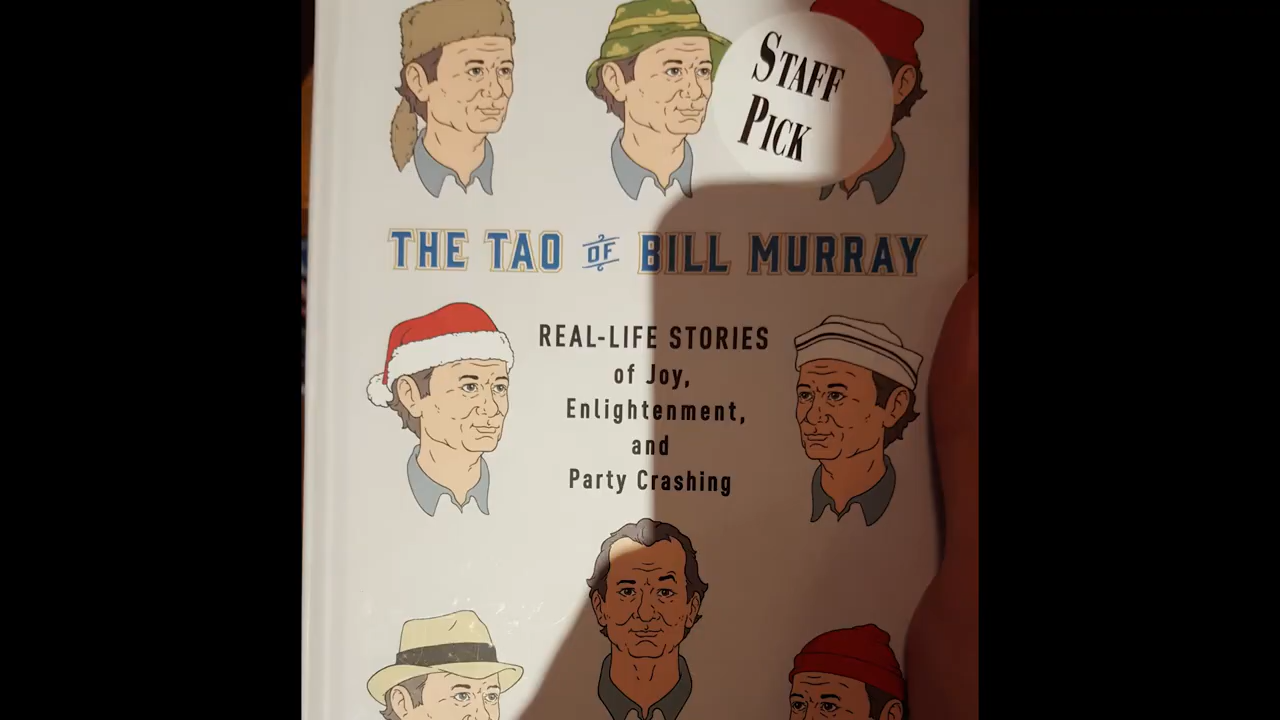 STAFF
PICK
THE TAO OF BILL MURRAY
REAL-LIFE STORIES
of Joy,
Enlightenment,
and
Party Crashing